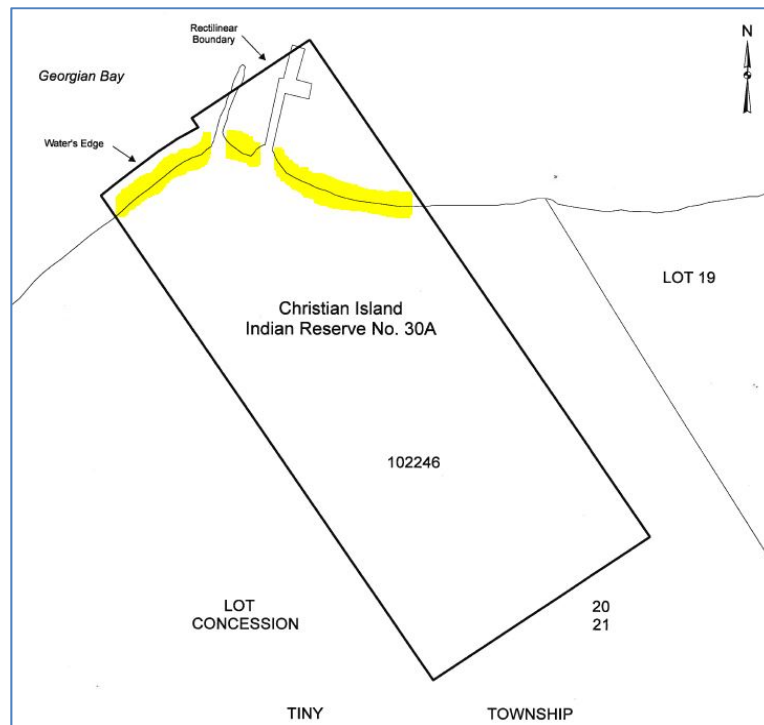 Rectilinear
Boundary
N
Georgian Bay
Water's Edge
LOT 19
Christian Island
Indian Reserve No. 30A
102246
LOT
CONCESSION
20
21
TINY
TOWNSHIP